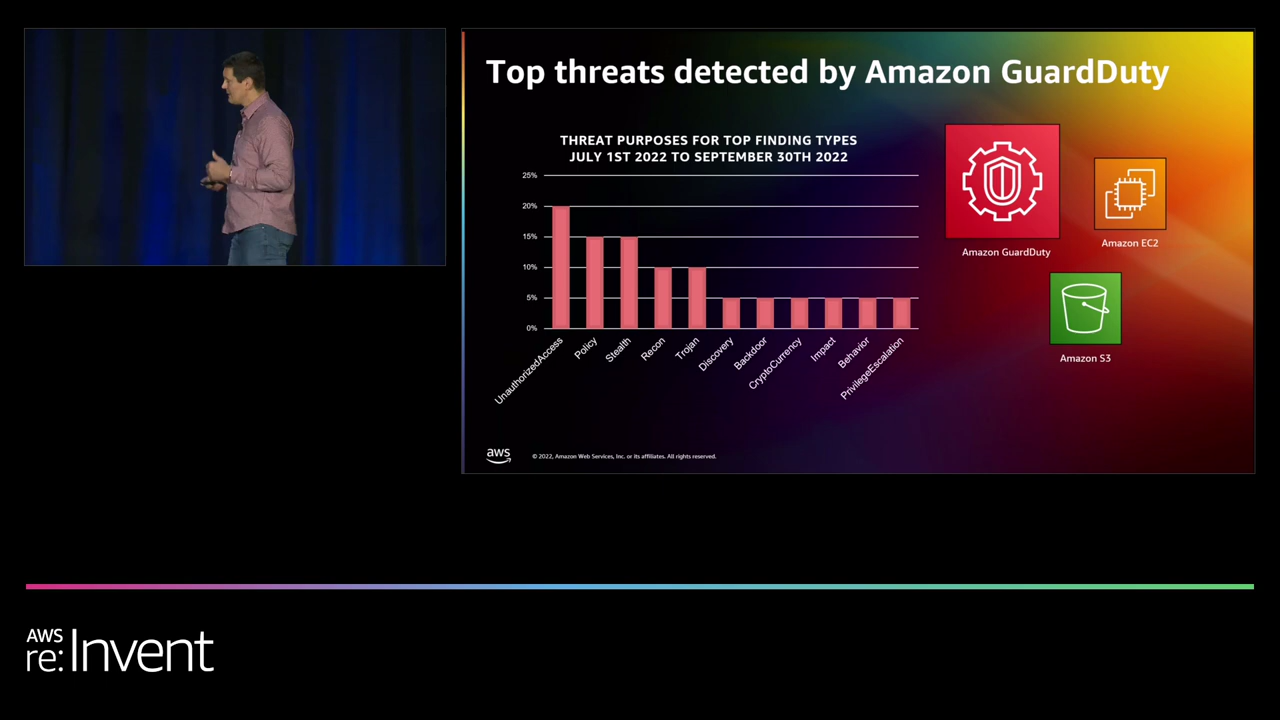 Top threats detected by Amazon GuardDuty
THREAT PURPOSES FOR TOP FINDING TYPES
JULY 1ST 2022 TO SEPTEMBER 30TH 2022
25%
20%
15%
10%
5%
0%
UnauthorizedAccess
Policy
Stealth
Recon
Trojan
Discovery
Backdoor
CryptoCurrency
Impact
Behavior
PrivilegeEscalation
Amazon GuardDuty
Amazon EC2
Amazon S3
aws
© 2022, Amazon Web Services, Inc. or its affiliates. All rights reserved.
AWS
re:Invent